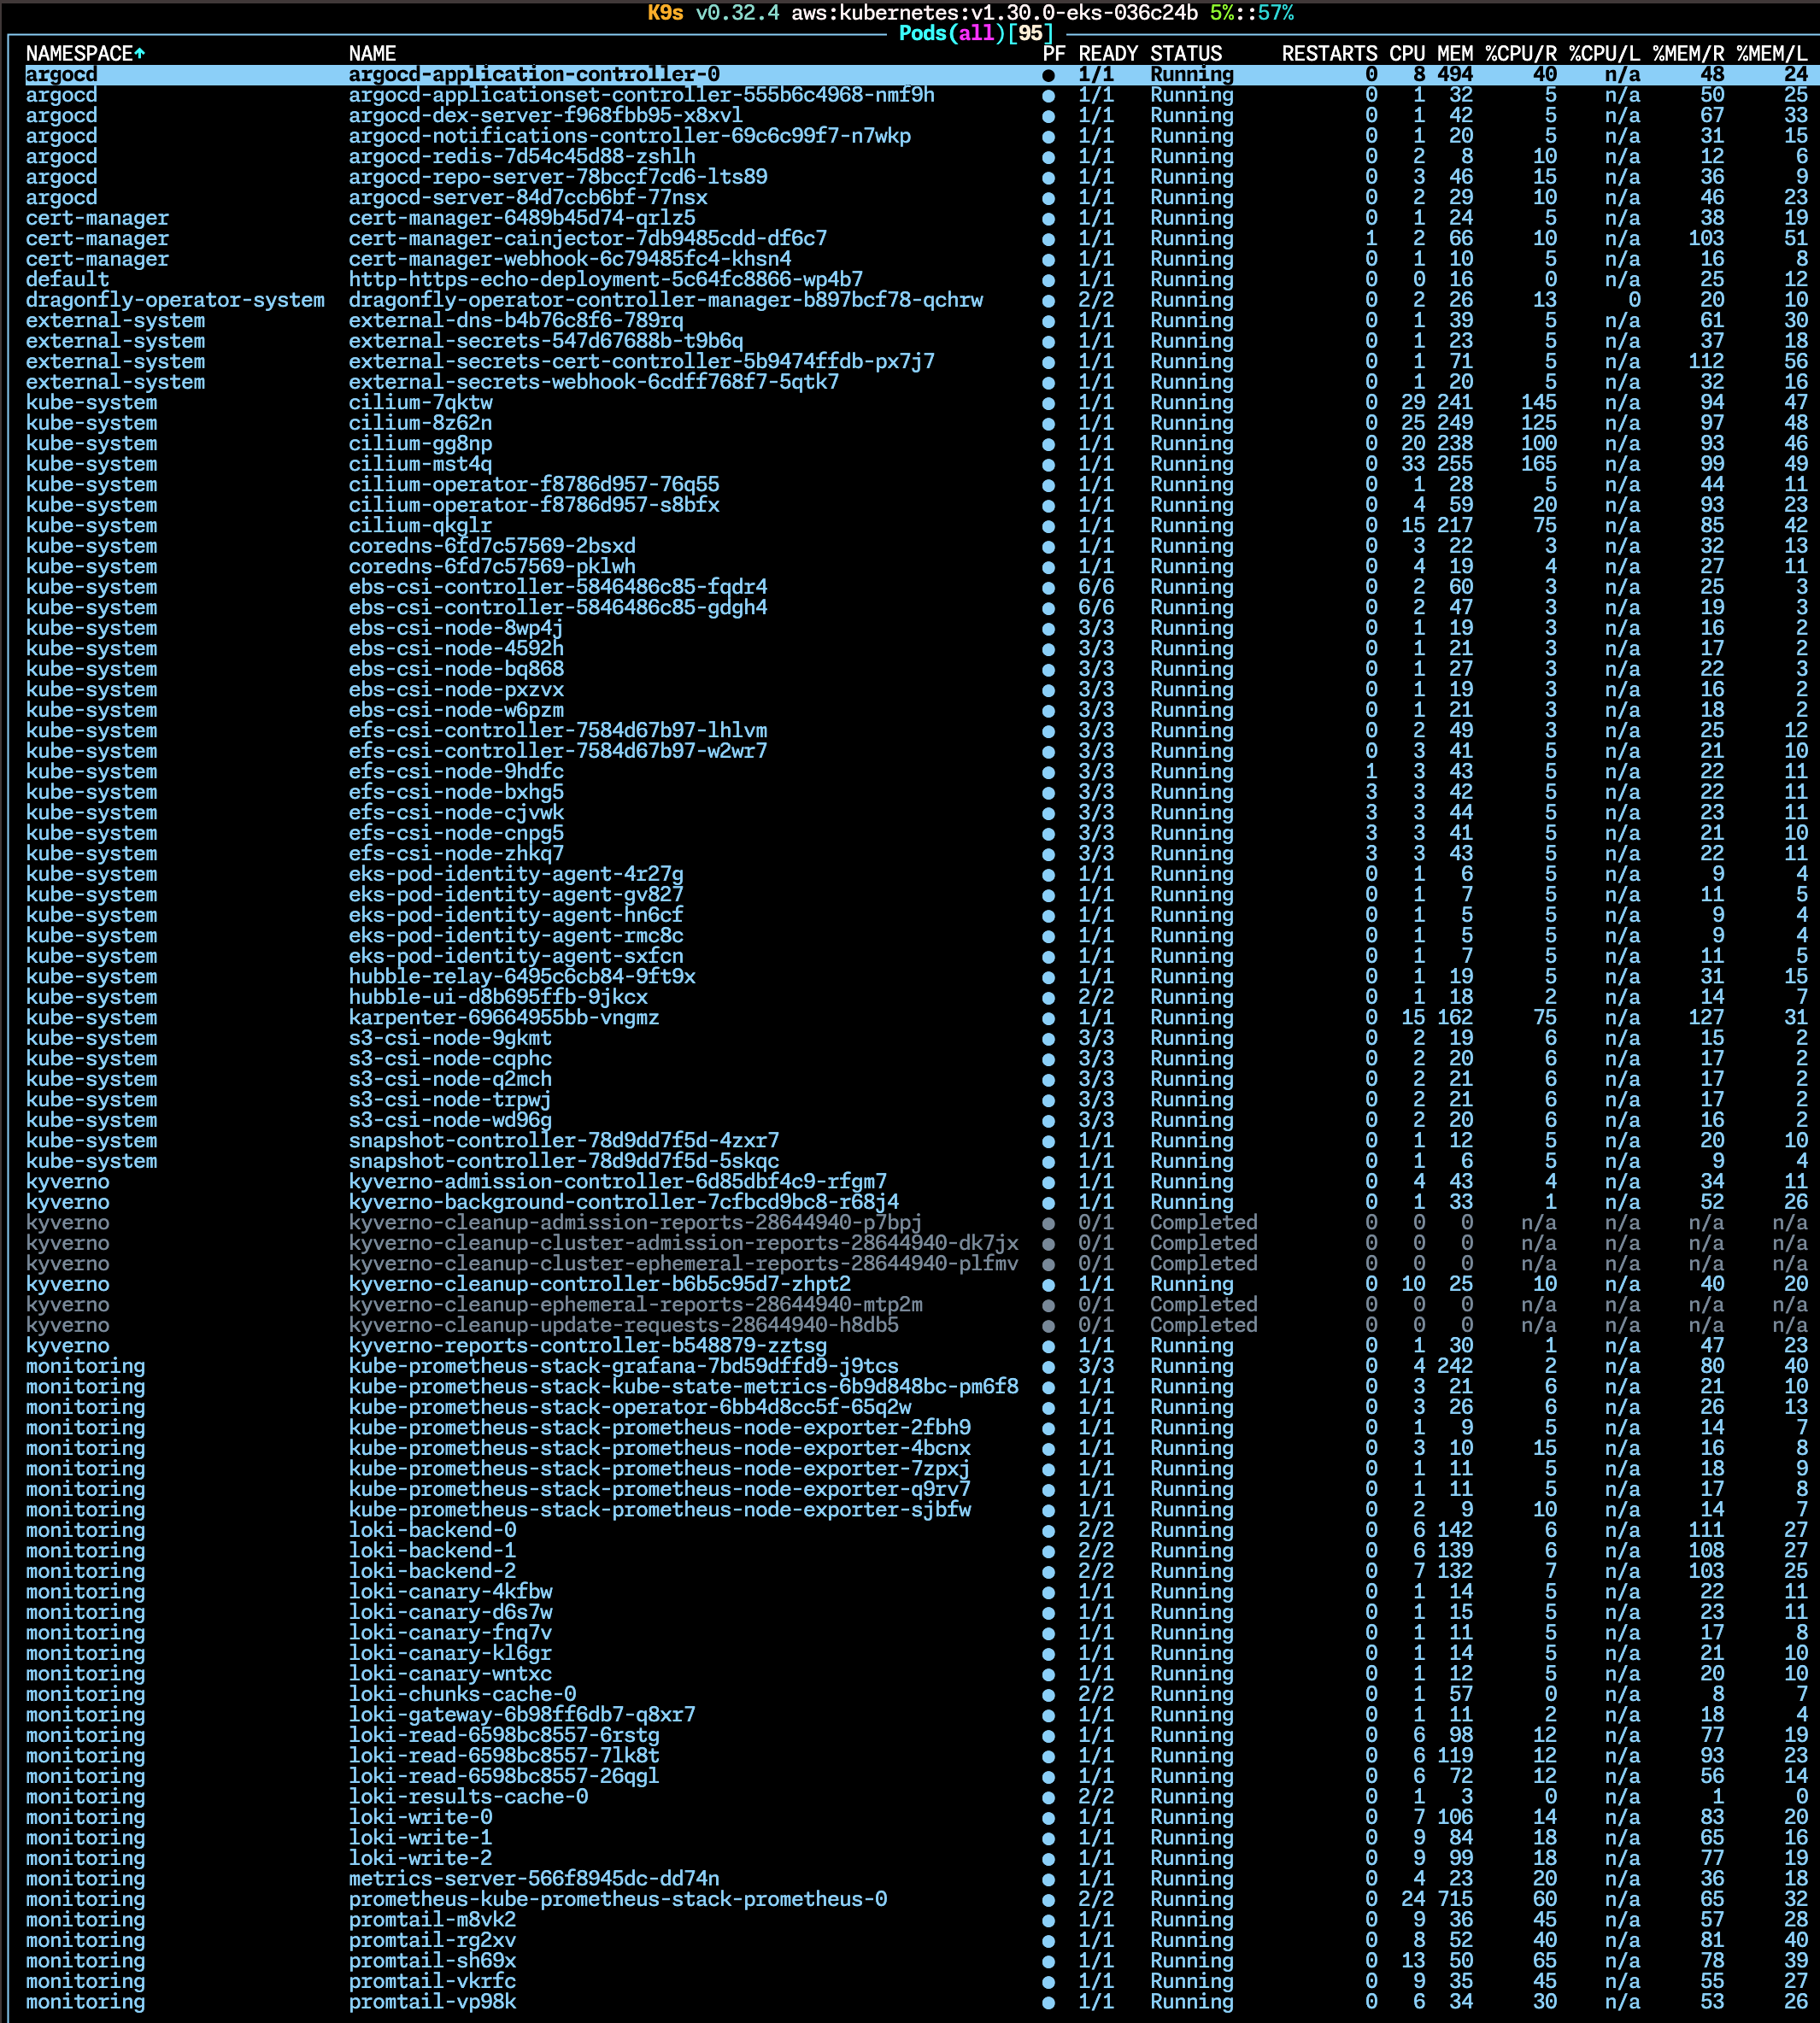 K9s v0.32.4 aws:kubernetes:v1.30.0-eks-036c24b 5%::57%
Pods(all)[95]
NAMESPACE↑ NAME PF READY STATUS RESTARTS CPU MEM %CPU/R %CPU/L %MEM/R %MEM/L
argocd argocd-application-controller-0 ● 1/1 Running 0 8 494 40 n/a 48 24
argocd argocd-applicationset-controller-555b6c4968-nmf9h ● 1/1 Running 0 1 32 5 n/a 50 25
argocd argocd-dex-server-f968fbb95-x8xvl ● 1/1 Running 0 1 42 5 n/a 67 33
argocd argocd-notifications-controller-69c6c99f7-n7wkp ● 1/1 Running 0 1 20 5 n/a 31 15
argocd argocd-redis-7d54c45d88-zshlh ● 1/1 Running 0 2 8 10 n/a 12 6
argocd argocd-repo-server-78bccf7cd6-lts89 ● 1/1 Running 0 3 46 15 n/a 36 9
argocd argocd-server-84d7ccb6bf-77nsx ● 1/1 Running 0 2 29 10 n/a 46 23
cert-manager cert-manager-6489b45d74-qrlz5 ● 1/1 Running 0 1 24 5 n/a 38 19
cert-manager cert-manager-cainjector-7db9485cdd-df6c7 ● 1/1 Running 1 2 66 10 n/a 103 51
cert-manager cert-manager-webhook-6c79485fc4-khsn4 ● 1/1 Running 0 1 10 5 n/a 16 8
default http-https-echo-deployment-5c64fc8866-wp4b7 ● 1/1 Running 0 0 16 0 n/a 25 12
dragonfly-operator-system dragonfly-operator-controller-manager-b897bcf78-qchrw ● 2/2 Running 0 2 26 13 0 20 10
external-system external-dns-b4b76c8f6-789rq ● 1/1 Running 0 1 39 5 n/a 61 30
external-system external-secrets-547d67688b-t9b6q ● 1/1 Running 0 1 23 5 n/a 37 18
external-system external-secrets-cert-controller-5b9474ffdb-px7j7 ● 1/1 Running 0 1 71 5 n/a 112 56
external-system external-secrets-webhook-6cdff768f7-5qtk7 ● 1/1 Running 0 1 20 5 n/a 32 16
kube-system cilium-7qktw ● 1/1 Running 0 29 241 145 n/a 94 47
kube-system cilium-8z62n ● 1/1 Running 0 25 249 125 n/a 97 48
kube-system cilium-gg8np ● 1/1 Running 0 20 238 100 n/a 93 46
kube-system cilium-mst4q ● 1/1 Running 0 33 255 165 n/a 99 49
kube-system cilium-operator-f8786d957-76q55 ● 1/1 Running 0 1 28 5 n/a 44 11
kube-system cilium-operator-f8786d957-s8bfx ● 1/1 Running 0 4 59 20 n/a 93 23
kube-system cilium-qkglr ● 1/1 Running 0 15 217 75 n/a 85 42
kube-system coredns-6fd7c57569-2bsxd ● 1/1 Running 0 3 22 3 n/a 32 13
kube-system coredns-6fd7c57569-pklwh ● 1/1 Running 0 4 19 4 n/a 27 11
kube-system ebs-csi-controller-5846486c85-fqdr4 ● 6/6 Running 0 2 60 3 n/a 25 3
kube-system ebs-csi-controller-5846486c85-gdgh4 ● 6/6 Running 0 2 47 3 n/a 19 3
kube-system ebs-csi-node-8wp4j ● 3/3 Running 0 1 19 3 n/a 16 2
kube-system ebs-csi-node-4592h ● 3/3 Running 0 1 21 3 n/a 17 2
kube-system ebs-csi-node-bq868 ● 3/3 Running 0 1 27 3 n/a 22 3
kube-system ebs-csi-node-pxzvx ● 3/3 Running 0 1 19 3 n/a 16 2
kube-system ebs-csi-node-w6pzm ● 3/3 Running 0 1 21 3 n/a 18 2
kube-system efs-csi-controller-7584d67b97-lhlvm ● 3/3 Running 0 2 49 3 n/a 25 12
kube-system efs-csi-controller-7584d67b97-w2wr7 ● 3/3 Running 0 3 41 5 n/a 21 10
kube-system efs-csi-node-9hdfc ● 3/3 Running 1 3 43 5 n/a 22 11
kube-system efs-csi-node-bxhg5 ● 3/3 Running 3 3 42 5 n/a 22 11
kube-system efs-csi-node-cjvwk ● 3/3 Running 3 3 44 5 n/a 23 11
kube-system efs-csi-node-cnpg5 ● 3/3 Running 3 3 41 5 n/a 21 10
kube-system efs-csi-node-zhkq7 ● 3/3 Running 3 3 43 5 n/a 22 11
kube-system eks-pod-identity-agent-4r27g ● 1/1 Running 0 1 6 5 n/a 9 4
kube-system eks-pod-identity-agent-gv827 ● 1/1 Running 0 1 7 5 n/a 11 5
kube-system eks-pod-identity-agent-hn6cf ● 1/1 Running 0 1 5 5 n/a 9 4
kube-system eks-pod-identity-agent-rmc8c ● 1/1 Running 0 1 5 5 n/a 9 4
kube-system eks-pod-identity-agent-sxfcn ● 1/1 Running 0 1 7 5 n/a 11 5
kube-system hubble-relay-6495c6cb84-9ft9x ● 1/1 Running 0 1 19 5 n/a 31 15
kube-system hubble-ui-d8b695ffb-9jkcx ● 2/2 Running 0 1 18 2 n/a 14 7
kube-system karpenter-69664955bb-vngmz ● 1/1 Running 0 15 162 75 n/a 127 31
kube-system s3-csi-node-9gkmt ● 3/3 Running 0 2 19 6 n/a 15 2
kube-system s3-csi-node-cqphc ● 3/3 Running 0 2 20 6 n/a 17 2
kube-system s3-csi-node-q2mch ● 3/3 Running 0 2 21 6 n/a 17 2
kube-system s3-csi-node-trpwj ● 3/3 Running 0 2 21 6 n/a 17 2
kube-system s3-csi-node-wd96g ● 3/3 Running 0 2 20 6 n/a 16 2
kube-system snapshot-controller-78d9dd7f5d-4zxr7 ● 1/1 Running 0 1 12 5 n/a 20 10
kube-system snapshot-controller-78d9dd7f5d-5skqc ● 1/1 Running 0 1 6 5 n/a 9 4
kyverno kyverno-admission-controller-6d85dbf4c9-rfgm7 ● 1/1 Running 0 4 43 4 n/a 34 11
kyverno kyverno-background-controller-7cfbcd9bc8-r68j4 ● 1/1 Running 0 1 33 1 n/a 52 26
kyverno kyverno-cleanup-admission-reports-28644940-p7bpj ● 0/1 Completed 0 0 0 n/a n/a n/a n/a
kyverno kyverno-cleanup-cluster-admission-reports-28644940-dk7jx ● 0/1 Completed 0 0 0 n/a n/a n/a n/a
kyverno kyverno-cleanup-cluster-ephemeral-reports-28644940-plfmv ● 0/1 Completed 0 0 0 n/a n/a n/a n/a
kyverno kyverno-cleanup-controller-b6b5c95d7-zhpt2 ● 1/1 Running 0 10 25 10 n/a 40 20
kyverno kyverno-cleanup-ephemeral-reports-28644940-mtp2m ● 0/1 Completed 0 0 0 n/a n/a n/a n/a
kyverno kyverno-cleanup-update-requests-28644940-h8db5 ● 0/1 Completed 0 0 0 n/a n/a n/a n/a
kyverno kyverno-reports-controller-b548879-zztsg ● 1/1 Running 0 1 30 1 n/a 47 23
monitoring kube-prometheus-stack-grafana-7bd59dffd9-j9tcs ● 3/3 Running 0 4 242 2 n/a 80 40
monitoring kube-prometheus-stack-kube-state-metrics-6b9d848bc-pm6f8 ● 1/1 Running 0 3 21 6 n/a 21 10
monitoring kube-prometheus-stack-operator-6bb4d8cc5f-65q2w ● 1/1 Running 0 3 26 6 n/a 26 13
monitoring kube-prometheus-stack-prometheus-node-exporter-2fbh9 ● 1/1 Running 0 1 9 5 n/a 14 7
monitoring kube-prometheus-stack-prometheus-node-exporter-4bcnx ● 1/1 Running 0 3 10 15 n/a 16 8
monitoring kube-prometheus-stack-prometheus-node-exporter-7zpxj ● 1/1 Running 0 1 11 5 n/a 18 9
monitoring kube-prometheus-stack-prometheus-node-exporter-q9rv7 ● 1/1 Running 0 1 11 5 n/a 17 8
monitoring kube-prometheus-stack-prometheus-node-exporter-sjbfw ● 1/1 Running 0 2 9 10 n/a 14 7
monitoring loki-backend-0 ● 2/2 Running 0 6 142 6 n/a 111 27
monitoring loki-backend-1 ● 2/2 Running 0 6 139 6 n/a 108 27
monitoring loki-backend-2 ● 2/2 Running 0 7 132 7 n/a 103 25
monitoring loki-canary-4kfbw ● 1/1 Running 0 1 14 5 n/a 22 11
monitoring loki-canary-d6s7w ● 1/1 Running 0 1 15 5 n/a 23 11
monitoring loki-canary-fnq7v ● 1/1 Running 0 1 11 5 n/a 17 8
monitoring loki-canary-kl6gr ● 1/1 Running 0 1 14 5 n/a 21 10
monitoring loki-canary-wntxc ● 1/1 Running 0 1 12 5 n/a 20 10
monitoring loki-chunks-cache-0 ● 2/2 Running 0 1 57 0 n/a 8 7
monitoring loki-gateway-6b98ff6db7-q8xr7 ● 1/1 Running 0 1 11 2 n/a 18 4
monitoring loki-read-6598bc8557-6rstg ● 1/1 Running 0 6 98 12 n/a 77 19
monitoring loki-read-6598bc8557-7lk8t ● 1/1 Running 0 6 119 12 n/a 93 23
monitoring loki-read-6598bc8557-26qgl ● 1/1 Running 0 6 72 12 n/a 56 14
monitoring loki-results-cache-0 ● 2/2 Running 0 1 3 0 n/a 1 0
monitoring loki-write-0 ● 1/1 Running 0 7 106 14 n/a 83 20
monitoring loki-write-1 ● 1/1 Running 0 9 84 18 n/a 65 16
monitoring loki-write-2 ● 1/1 Running 0 9 99 18 n/a 77 19
monitoring metrics-server-566f8945dc-dd74n ● 1/1 Running 0 4 23 20 n/a 36 18
monitoring prometheus-kube-prometheus-stack-prometheus-0 ● 2/2 Running 0 24 715 60 n/a 65 32
monitoring promtail-m8vk2 ● 1/1 Running 0 9 36 45 n/a 57 28
monitoring promtail-rg2xv ● 1/1 Running 0 8 52 40 n/a 81 40
monitoring promtail-sh69x ● 1/1 Running 0 13 50 65 n/a 78 39
monitoring promtail-vkrfc ● 1/1 Running 0 9 35 45 n/a 55 27
monitoring promtail-vp98k ● 1/1 Running 0 6 34 30 n/a 53 26